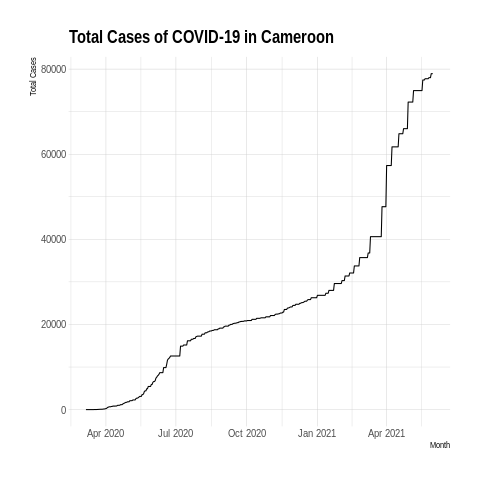 Total Cases of COVID-19 in Cameroon
Total Cases
80000
60000
40000
20000
0
Apr 2020 Jul 2020 Oct 2020 Jan 2021 Apr 2021
Month